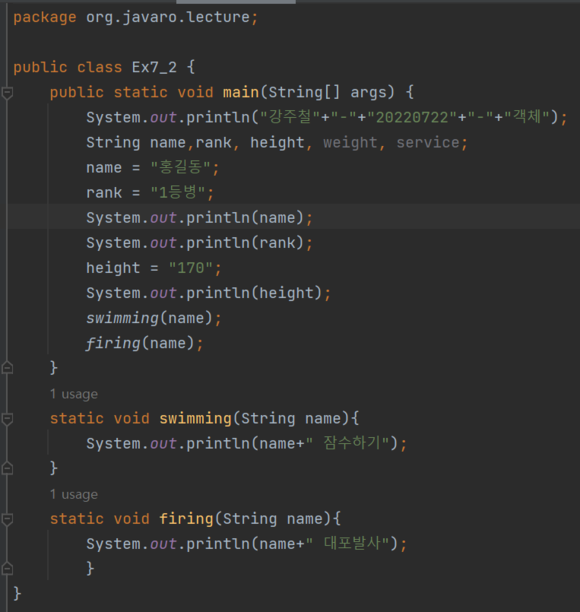 package org.javaro.lecture;
public class Ex7_2 {
public static void main(String[] args) {
System.out.println("강주철"+"-"+"20220722"+"-"+"객체");
String name,rank, height, weight, service;
name = "홍길동";
rank = "1등병";
System.out.println(name);
System.out.println(rank);
height = "170";
System.out.println(height);
swimming(name);
firing(name);
}
1 usage
static void swimming(String name){
System.out.println(name+" 잠수하기");
}
1 usage
static void firing(String name){
System.out.println(name+" 대포발사");
}
}